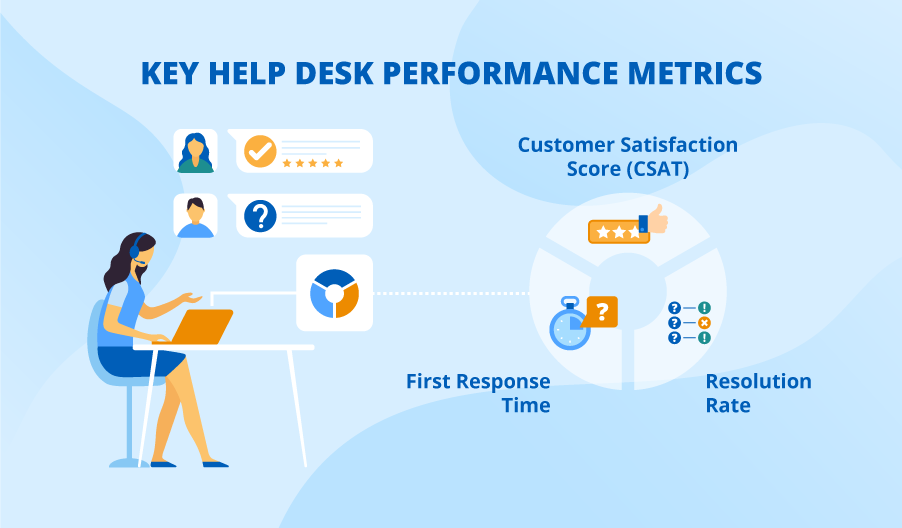 KEY HELP DESK PERFORMANCE METRICS
Customer Satisfaction
Score (CSAT)
?
?
? !
? x
? !
First Response
Time
Resolution
Rate